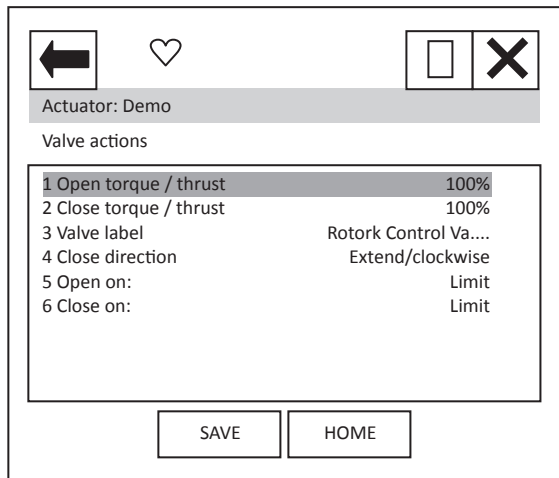 Actuator: Demo
Valve actions
1 Open torque / thrust 100%
2 Close torque / thrust 100%
3 Valve label Rotork Control Va....
4 Close direction Extend/clockwise
5 Open on: Limit
6 Close on: Limit
SAVE HOME